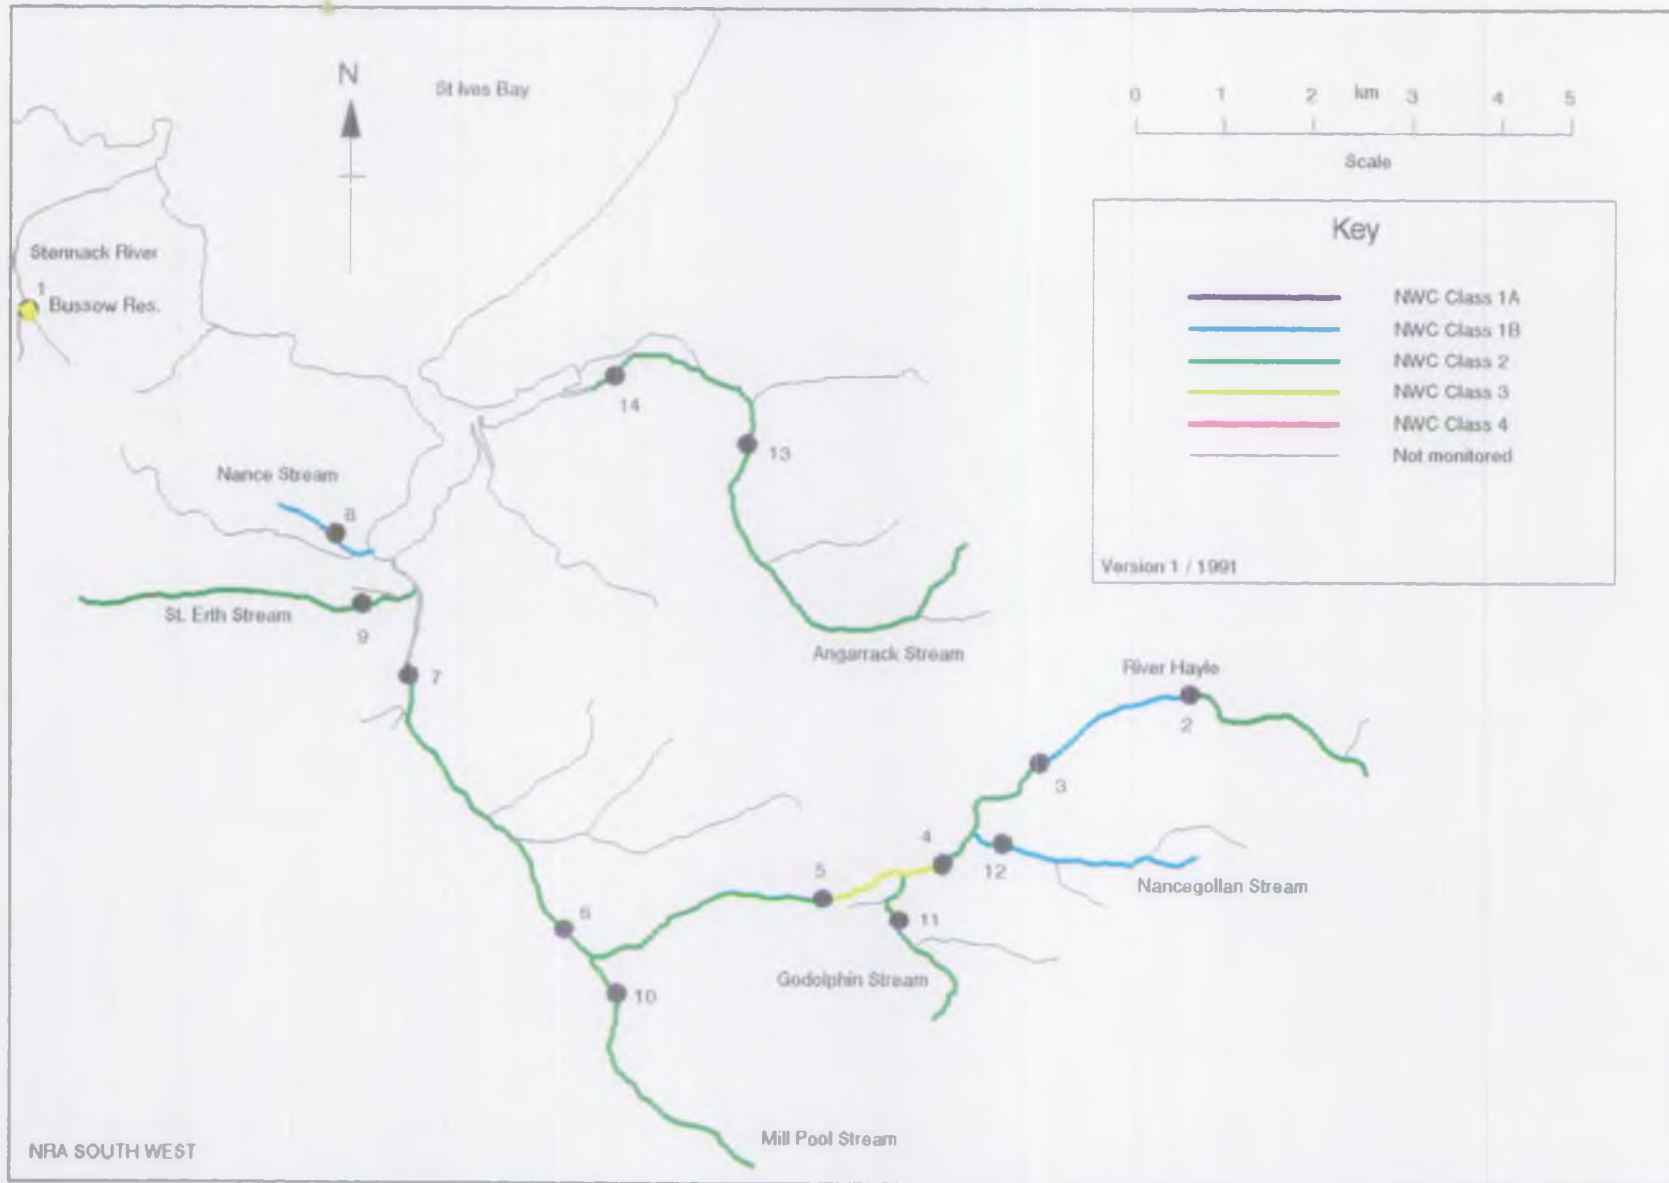 N
St Ives Bay
0 1 2 km 3 4 5
Scale
Key
NWC Class 1A
NWC Class 1B
NWC Class 2
NWC Class 3
NWC Class 4
Not monitored
Version 1 / 1991
Stennack River
1
Bussow Res.
14
13
Nance Stream
8
St. Erth Stream
9
7
Angarrack Stream
River Hayle
2
3
4
12
Nancegollan Stream
5
11
6
Godolphin Stream
10
Mill Pool Stream
NRA SOUTH WEST